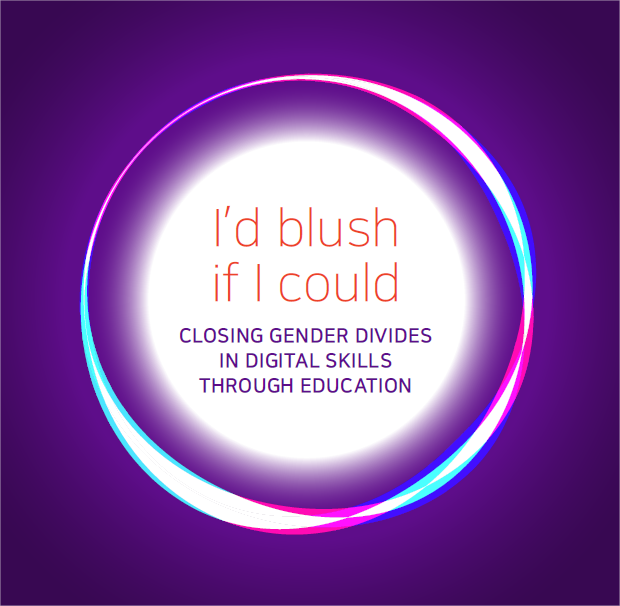 I’d blush
if I could
CLOSING GENDER DIVIDES
IN DIGITAL SKILLS
THROUGH EDUCATION